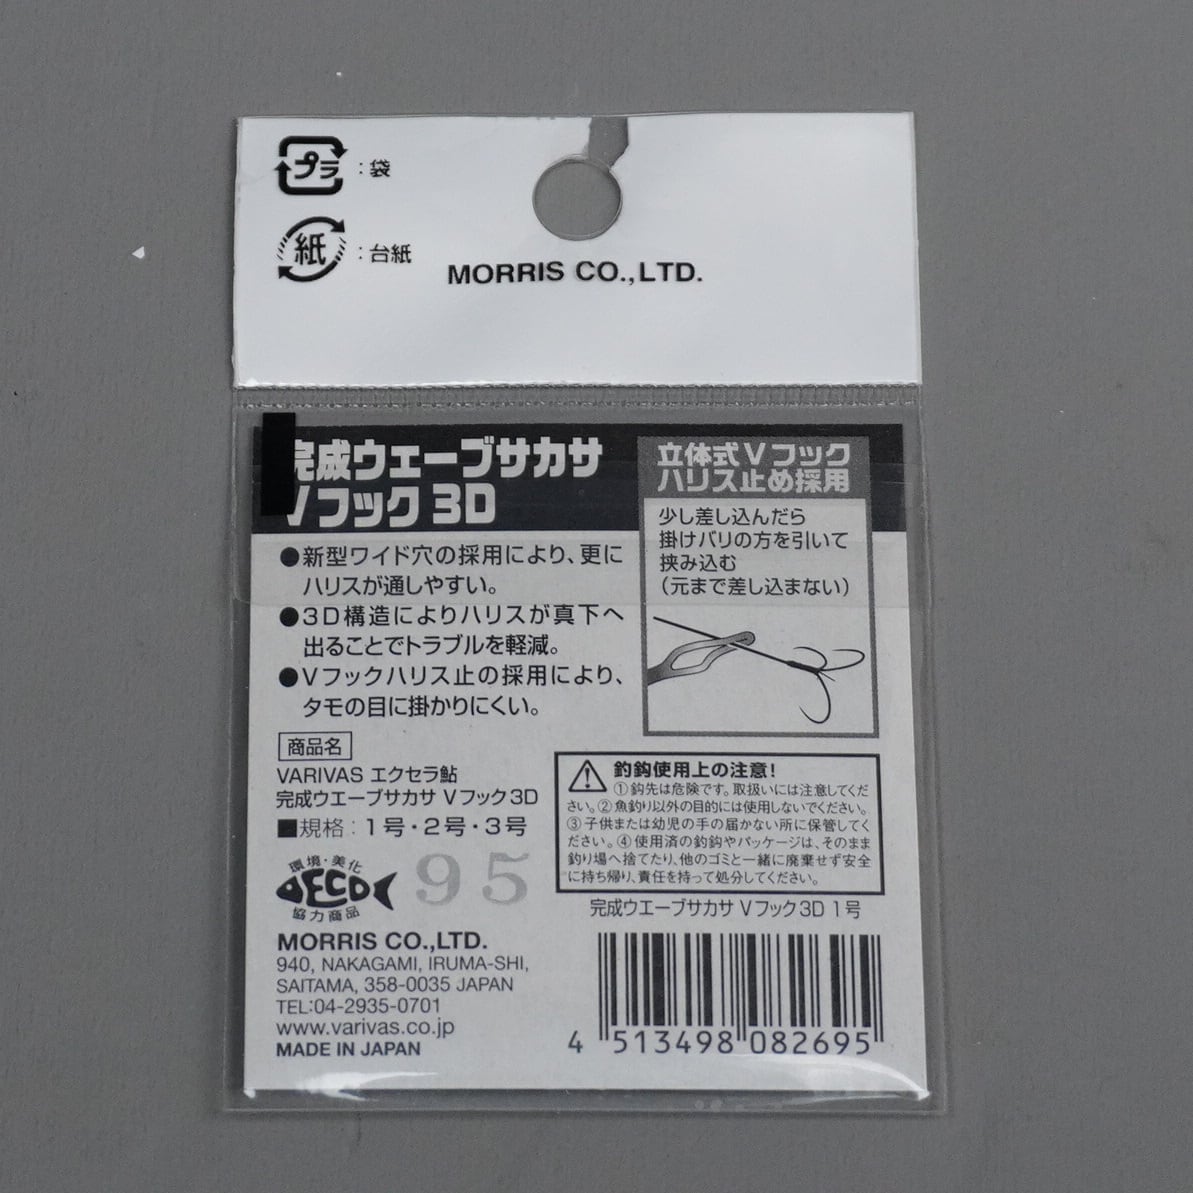 プラ：袋
紙：台紙
MORRIS CO.,LTD.
完成ウェーブサカサ
Vフック 3D
●新型ワイド穴の採用により、更に
ハリスが通しやすい。
●3D構造によりハリスが真下へ
出ることでトラブルを軽減。
●Vフックハリス止の採用により、
タモの目に掛かりにくい。
立体式Vフック
ハリス止め採用
少し差し込んだら
掛けバリの方を引いて
挟み込む
（元まで差し込まない）
商品名
VARIVAS エクセラ鮎
完成ウエーブサカサ Vフック3D
■規格：1号・2号・3号
環境・美化
ECO
協力商品
95
MORRIS CO.,LTD.
940, NAKAGAMI, IRUMA-SHI,
SAITAMA, 358-0035 JAPAN
TEL:04-2935-0701
www.varivas.co.jp
MADE IN JAPAN
釣鈎使用上の注意！
①鈎先は危険です。取扱いには注意してくだ
さい。②魚釣り以外の目的には使用しないでください。
③子供または幼児の手の届かない所に保管してく
ださい。④使用済の釣鈎やパッケージは、そのまま
釣り場へ捨てたり、他のゴミと一緒に廃棄せず安全
に持ち帰り、責任を持って処分してください。
完成ウエーブサカサ Vフック3D 1号
4 513498 082695